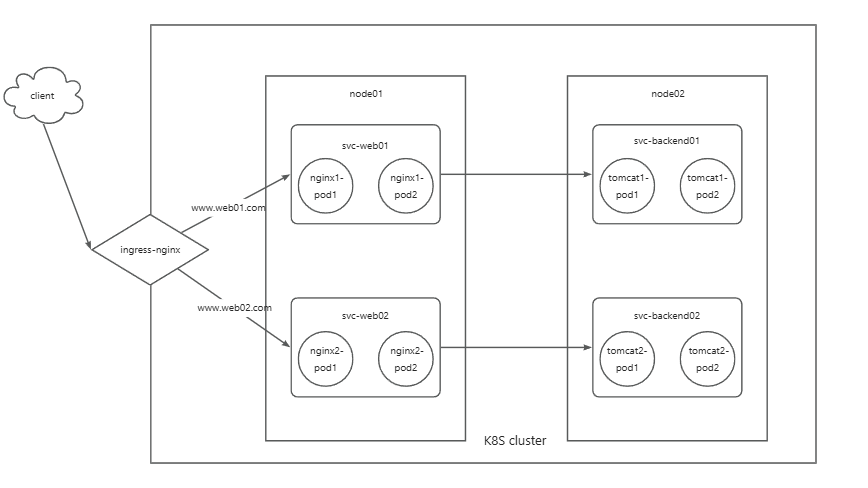 client
ingress-nginx
www.web01.com
www.web02.com
node01
svc-web01
nginx1-
pod1
nginx1-
pod2
svc-web02
nginx2-
pod1
nginx2-
pod2
node02
svc-backend01
tomcat1-
pod1
tomcat1-
pod2
svc-backend02
tomcat2-
pod1
tomcat2-
pod2
K8S cluster